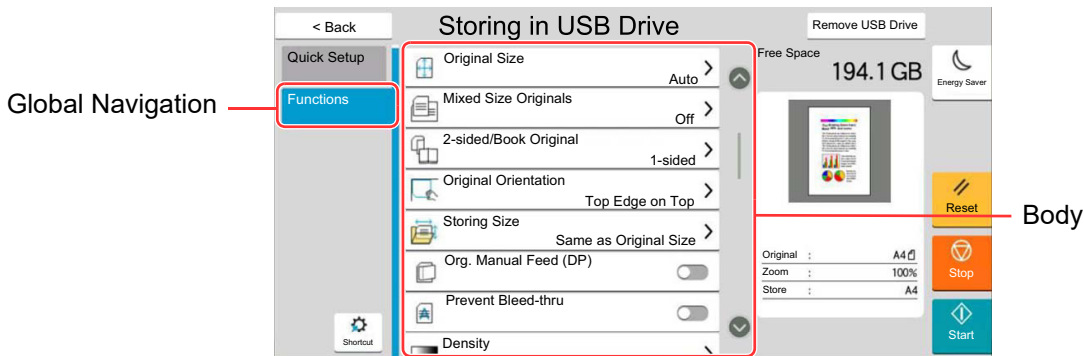 < Back
Storing in USB Drive
Remove USB Drive
Quick Setup
Functions
Global Navigation
Original Size
Auto
Mixed Size Originals
Off
2-sided/Book Original
1-sided
Original Orientation
Top Edge on Top
Storing Size
Same as Original Size
Org. Manual Feed (DP)
Prevent Bleed-thru
Density
Free Space
194.1 GB
Original : A4
Zoom : 100%
Store : A4
Energy Saver
Reset
Stop
Start
Body
Shortcut